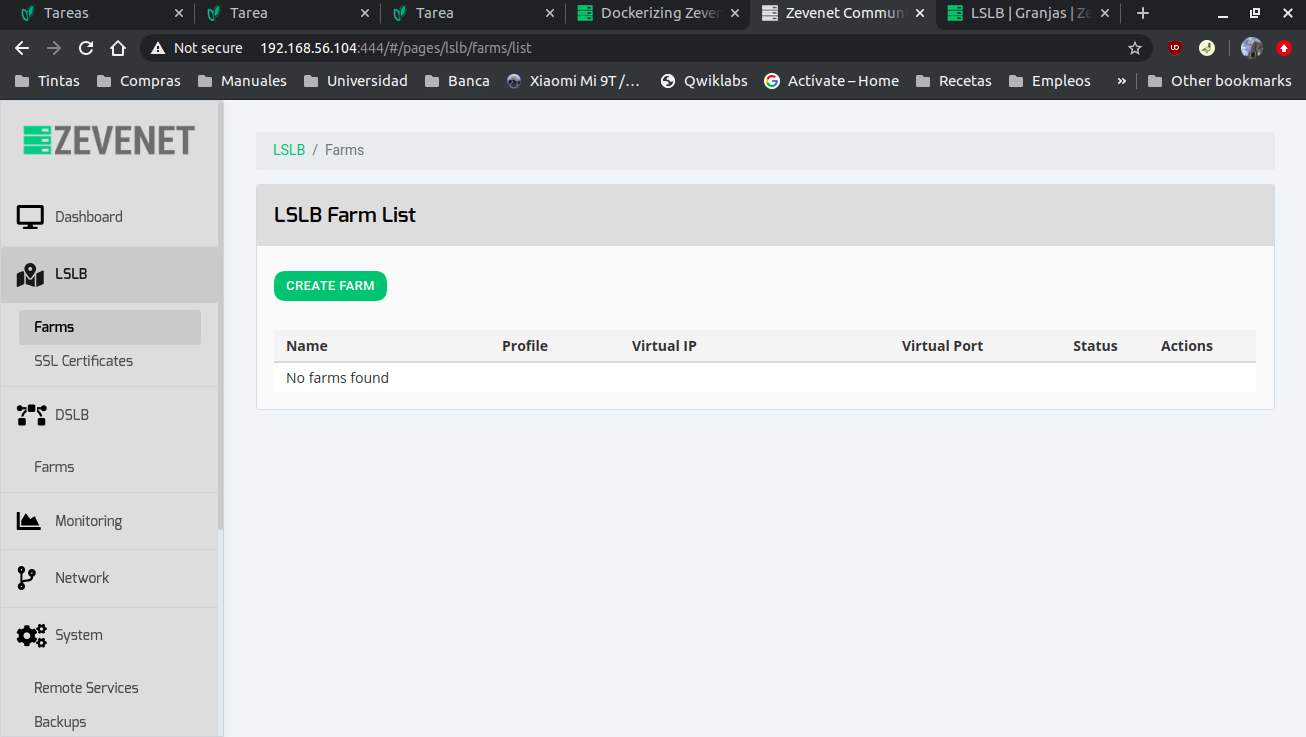 Tareas
Tarea
Tarea
Dockerizing Zeven
Zevenet Commun
LSLB | Granjas | Ze
Not secure 192.168.56.104:444/#/pages/lslb/farms/list
Tintas Compras Manuales Universidad Banca Xiaomi Mi 9T /... Qwiklabs Actívate – Home Recetas Empleos » Other bookmarks
ZEVENET
Dashboard
LSLB
Farms
SSL Certificates
DSLB
Farms
Monitoring
Network
System
Remote Services
Backups
LSLB / Farms
LSLB Farm List
CREATE FARM
Name Profile Virtual IP Virtual Port Status Actions
No farms found